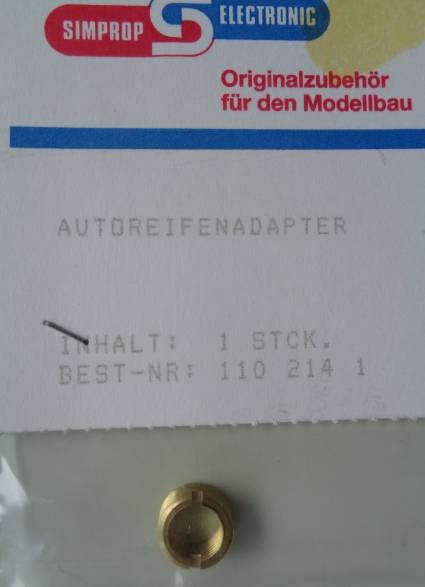 SIMPROP ELECTRONIC
Originalzubehör
für den Modellbau
AUTOREIFENADAPTER
INHALT: 1 STCK.
BEST-NR: 110 214 1